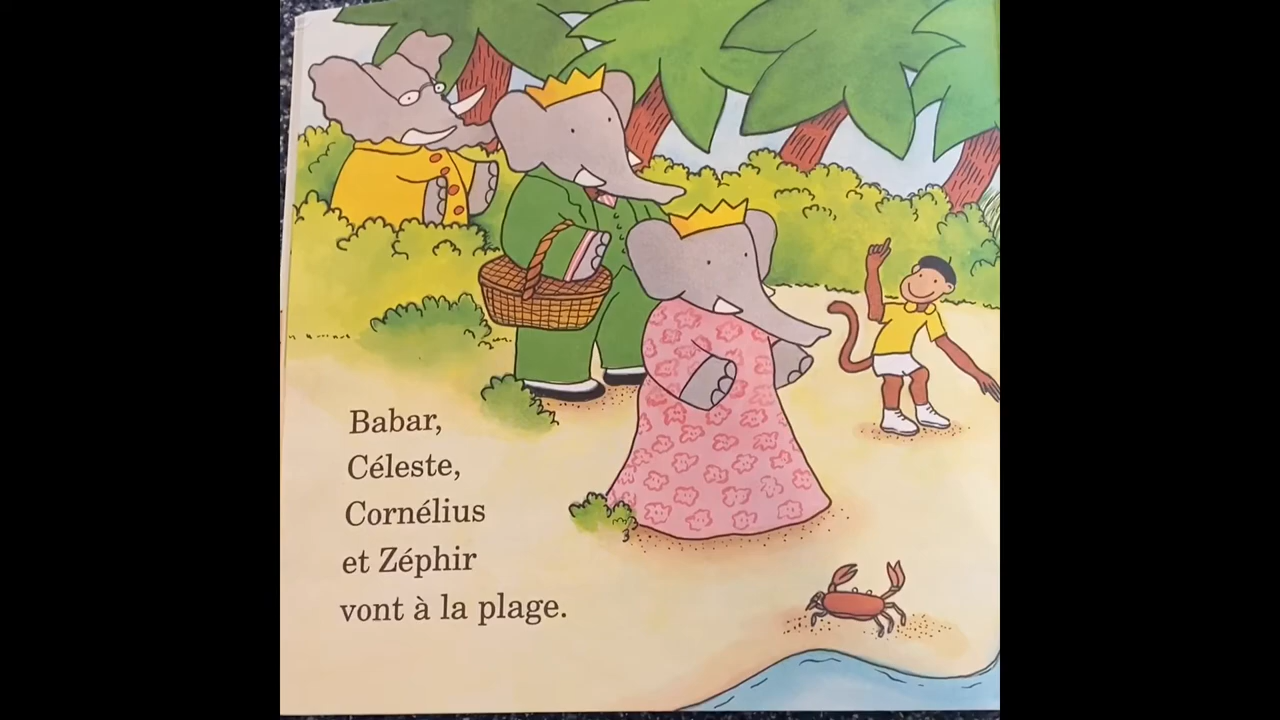 Babar,
Céleste,
Cornélius
et Zéphir
vont à la plage.